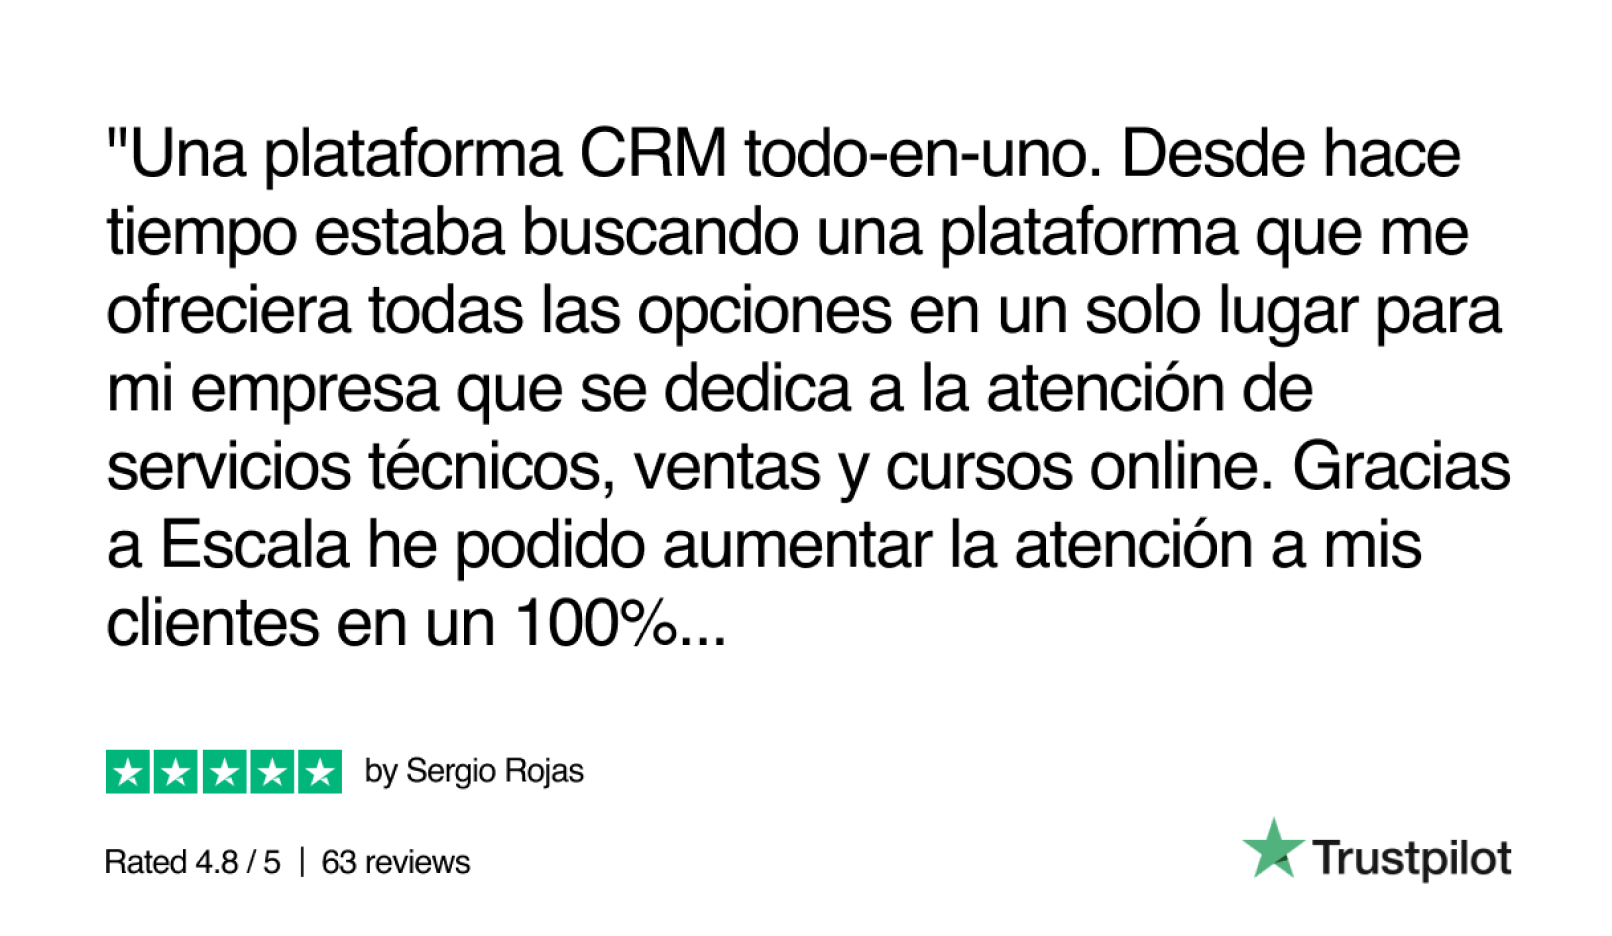 "Una plataforma CRM todo-en-uno. Desde hace
tiempo estaba buscando una plataforma que me
ofreciera todas las opciones en un solo lugar para
mi empresa que se dedica a la atención de
servicios técnicos, ventas y cursos online. Gracias
a Escala he podido aumentar la atención a mis
clientes en un 100%...
by Sergio Rojas
Rated 4.8 / 5 | 63 reviews
Trustpilot